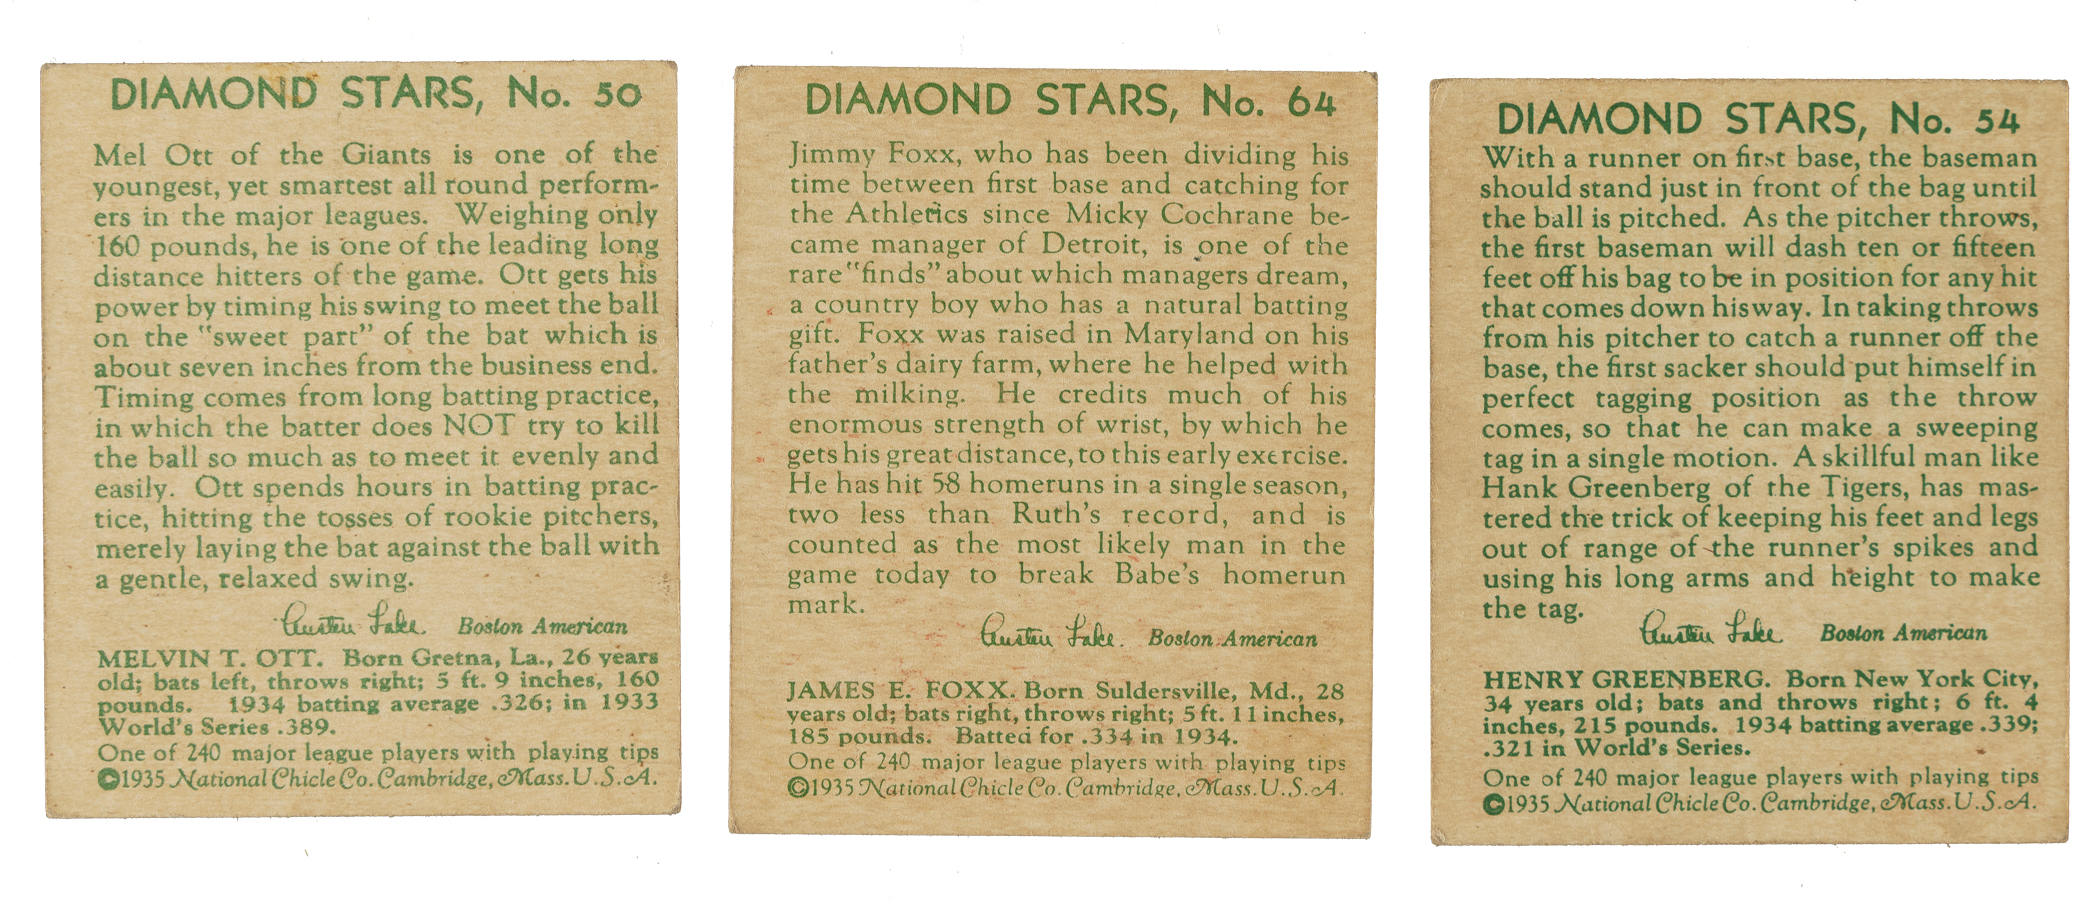 DIAMOND STARS, No. 50
Mel Ott of the Giants is one of the
youngest, yet smartest all round perform-
ers in the major leagues. Weighing only
160 pounds, he is one of the leading long
distance hitters of the game. Ott gets his
power by timing his swing to meet the ball
on the "sweet part" of the bat which is
about seven inches from the business end.
Timing comes from long batting practice,
in which the batter does NOT try to kill
the ball so much as to meet it evenly and
easily. Ott spends hours in batting prac-
tice, hitting the tosses of rookie pitchers,
merely laying the bat against the ball with
a gentle, relaxed swing.
Austen Lake. Boston American
MELVIN T. OTT. Born Gretna, La., 26 years
old; bats left, throws right; 5 ft. 9 inches, 160
pounds. 1934 batting average .326; in 1933
World's Series .389.
One of 240 major league players with playing tips
©1935 National Chicle Co. Cambridge, Mass. U.S.A.
DIAMOND STARS, No. 64
Jimmy Foxx, who has been dividing his
time between first base and catching for
the Athletics since Micky Cochrane be-
came manager of Detroit, is one of the
rare "finds" about which managers dream,
a country boy who has a natural batting
gift. Foxx was raised in Maryland on his
father's dairy farm, where he helped with
the milking. He credits much of his
enormous strength of wrist, by which he
gets his great distance, to this early exercise.
He has hit 58 homeruns in a single season,
two less than Ruth's record, and is
counted as the most likely man in the
game today to break Babe's homerun
mark.
Austen Lake. Boston American
JAMES E. FOXX. Born Suldersville, Md., 28
years old; bats right, throws right; 5 ft. 11 inches,
185 pounds. Batted for .334 in 1934.
One of 240 major league players with playing tips
©1935 National Chicle Co. Cambridge, Mass. U.S.A.
DIAMOND STARS, No. 54
With a runner on first base, the baseman
should stand just in front of the bag until
the ball is pitched. As the pitcher throws,
the first baseman will dash ten or fifteen
feet off his bag to be in position for any hit
that comes down his way. In taking throws
from his pitcher to catch a runner off the
base, the first sacker should put himself in
perfect tagging position as the throw
comes, so that he can make a sweeping
tag in a single motion. A skillful man like
Hank Greenberg of the Tigers, has mas-
tered the trick of keeping his feet and legs
out of range of the runner's spikes and
using his long arms and height to make
the tag.
Austen Lake Boston American
HENRY GREENBERG. Born New York City,
34 years old; bats and throws right; 6 ft. 4
inches, 215 pounds. 1934 batting average .339;
.321 in World's Series.
One of 240 major league players with playing tips
©1935 National Chicle Co. Cambridge, Mass. U.S.A.